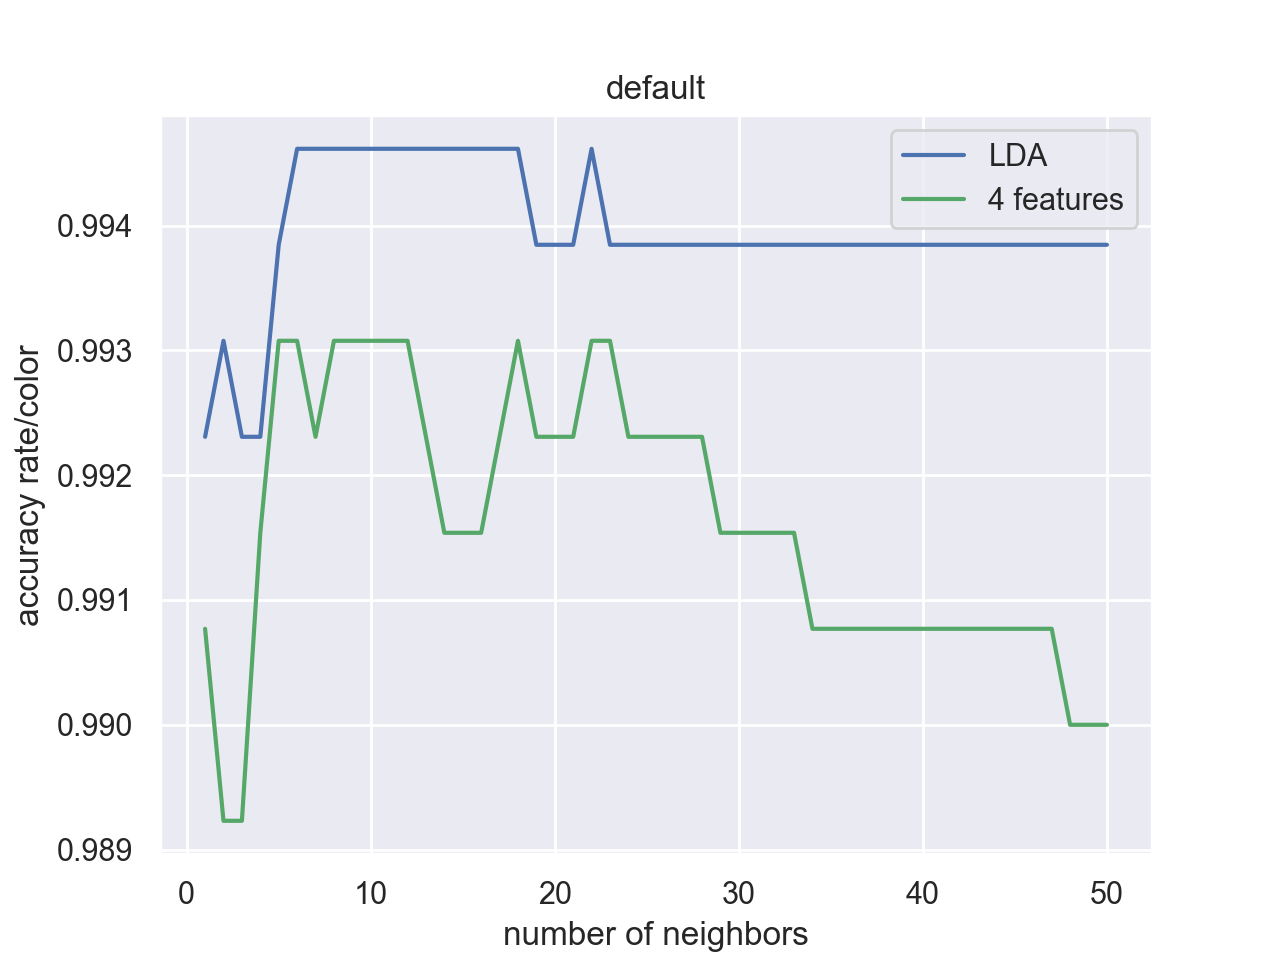 default
LDA
4 features
0.994
0.993
0.992
0.991
0.990
0.989
accuracy rate/color
0 10 20 30 40 50
number of neighbors